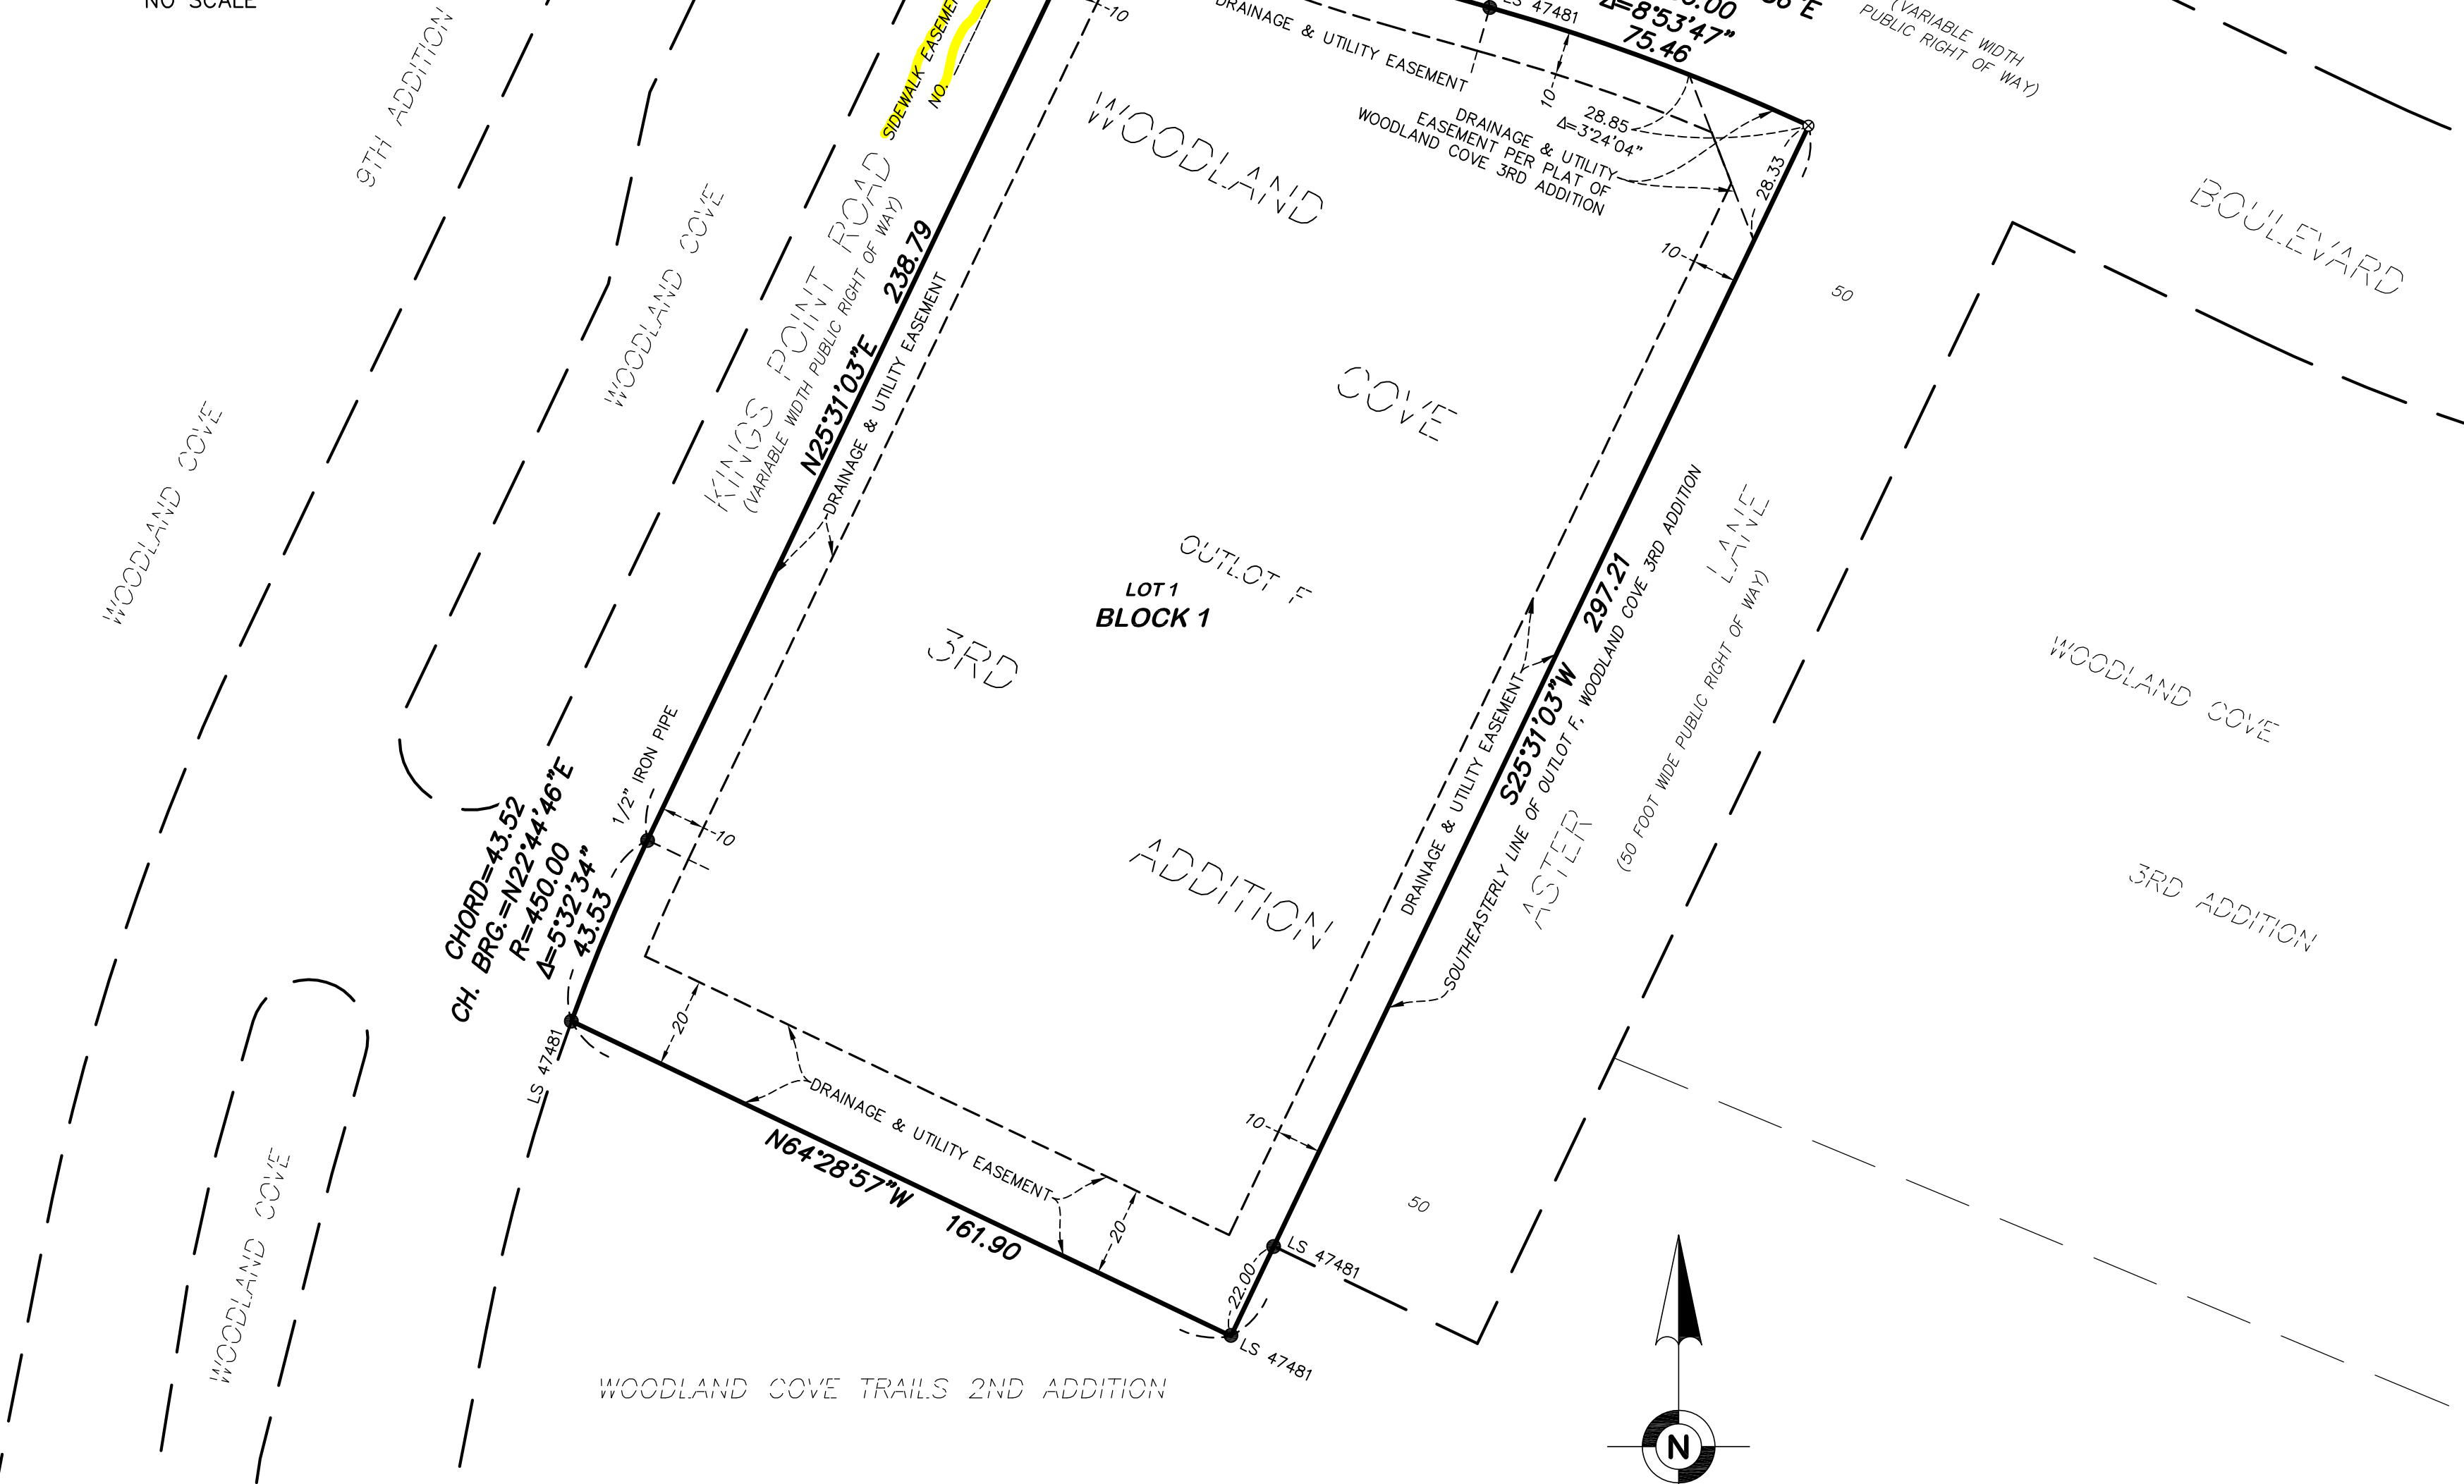 NO SCALE
9TH ADDITION
WOODLAND COVE
WOODLAND COVE
WOODLAND COVE
KINGS POINT ROAD
(VARIABLE WIDTH PUBLIC RIGHT OF WAY)
SIDEWALK
NO.
10
DRAINAGE & UTILITY EASEMENT
LS 47481
Δ=8°53'47"
75.46
(VARIABLE WIDTH
PUBLIC RIGHT OF WAY)
BOULEVARD
10
28.85
Δ=3°24'04"
DRAINAGE & UTILITY
EASEMENT PER PLAT OF
WOODLAND COVE 3RD ADDITION
28.33
10
50
WOODLAND
COVE
3RD
ADDITION
OUTLOT F
LOT 1
BLOCK 1
N25°31'03"E 238.79
DRAINAGE & UTILITY EASEMENT
1/2" IRON PIPE
10
CHORD=43.52
CH. BRG.=N22°44'46"E
R=450.00
Δ=5°32'34"
43.53
LS 47481
20
DRAINAGE & UTILITY EASEMENT
N64°28'57"W 161.90
20
10
22.00
LS 47481
LS 47481
50
DRAINAGE & UTILITY EASEMENT
S25°31'03"W 297.21
SOUTHEASTERLY LINE OF OUTLOT F, WOODLAND COVE 3RD ADDITION
ASTER LANE
(50 FOOT WIDE PUBLIC RIGHT OF WAY)
WOODLAND COVE
3RD ADDITION
WOODLAND COVE TRAILS 2ND ADDITION
N